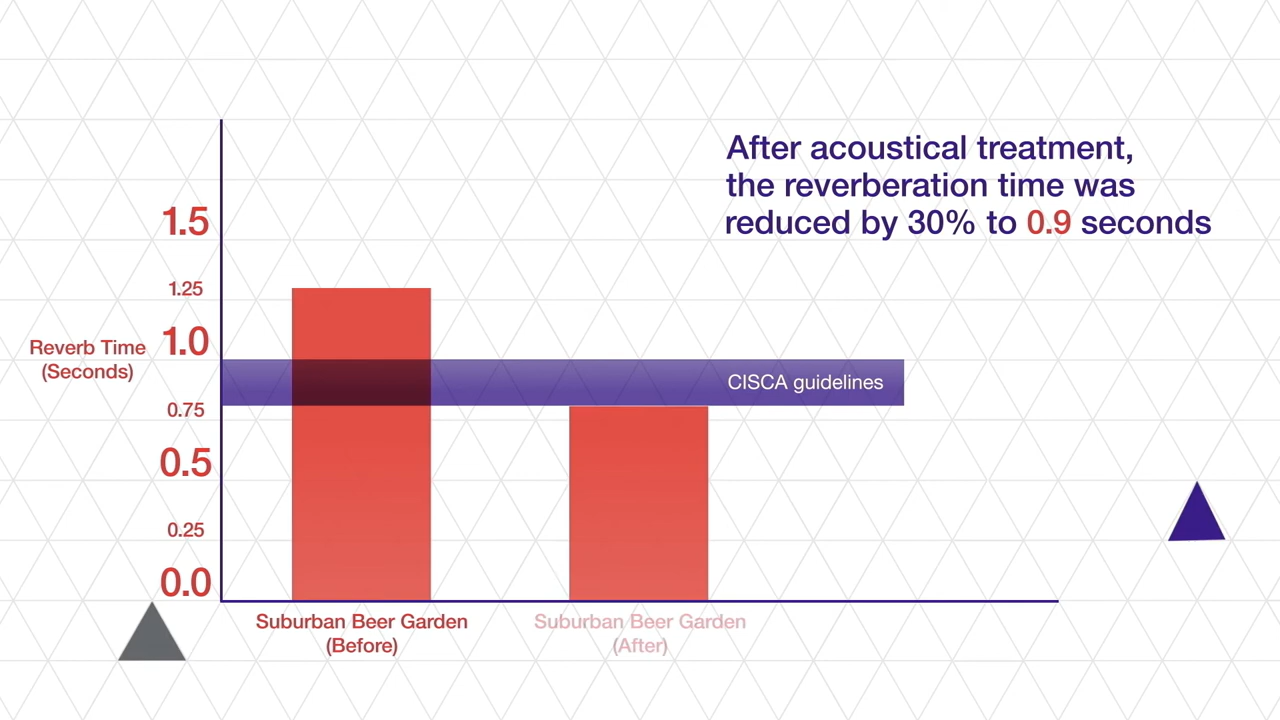 After acoustical treatment,
the reverberation time was
reduced by 30% to 0.9 seconds
1.5
1.25
1.0
Reverb Time
(Seconds)
CISCA guidelines
0.75
0.5
0.25
0.0
Suburban Beer Garden
(Before)
Suburban Beer Garden
(After)